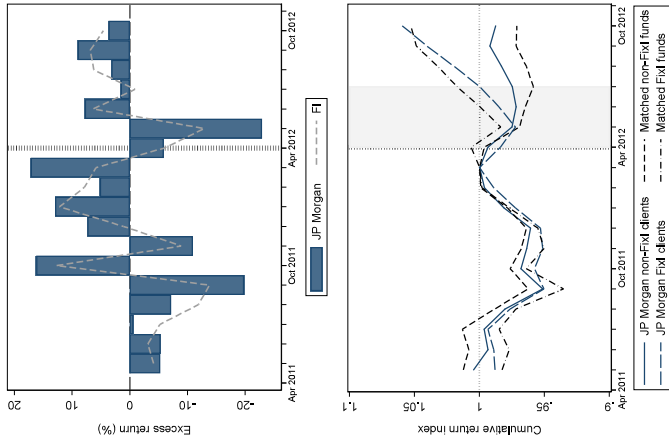 20
10
0
-10
-20
Excess return (%)
Apr 2011
Oct 2011
Apr 2012
Oct 2012
JP Morgan
FI
1.1
1.05
1
.95
.9
Cumulative return index
Apr 2011
Oct 2011
Apr 2012
Oct 2012
JP Morgan non-FixI clients
Matched non-FixI funds
JP Morgan FixI clients
Matched FixI funds